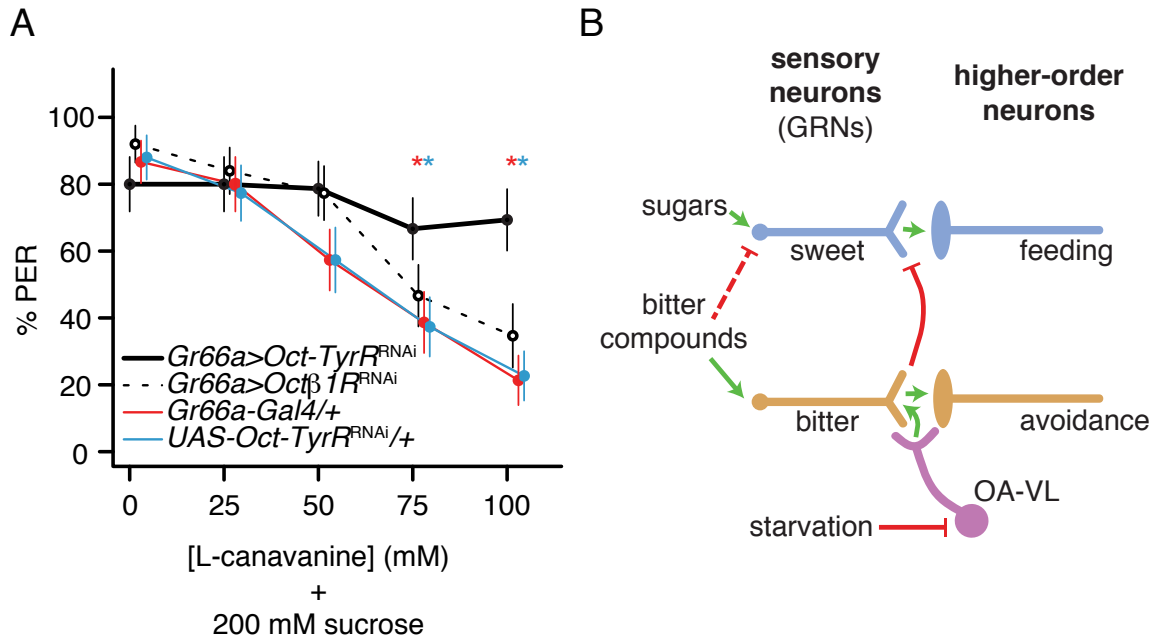 A
% PER
100
80
60
40
20
0
* * * *
Gr66a>Oct-TyrR^RNAi
Gr66a>Octβ1R^RNAi
Gr66a-Gal4/+
UAS-Oct-TyrR^RNAi/+
0 25 50 75 100
[L-canavanine] (mM)
+
200 mM sucrose
B
sensory
neurons
(GRNs)
higher-order
neurons
sugars
sweet
feeding
bitter
compounds
bitter
avoidance
OA-VL
starvation